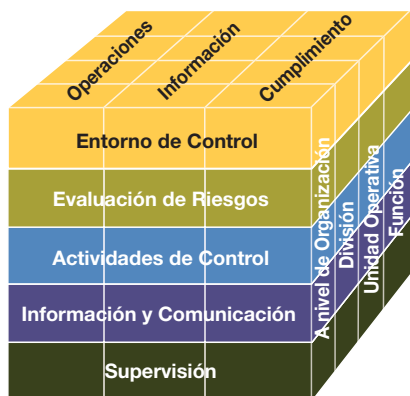 Operaciones
Información
Cumplimiento
Entorno de Control
Evaluación de Riesgos
Actividades de Control
Información y Comunicación
Supervisión
A nivel de Organización
División
Unidad Operativa
Función